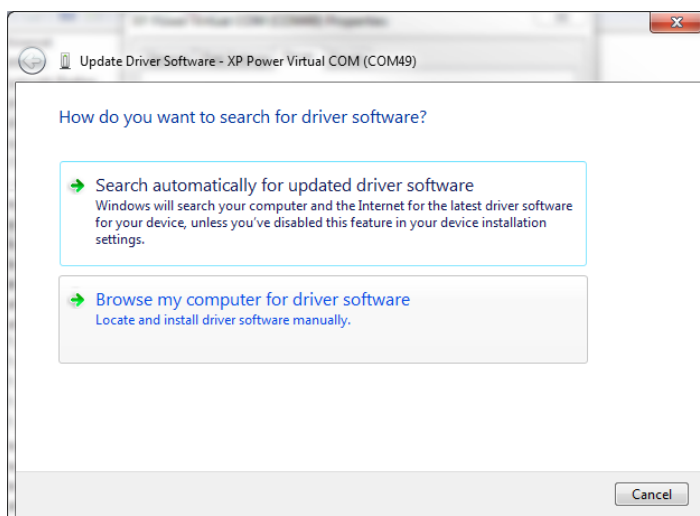 Update Driver Software - XP Power Virtual COM (COM49)
How do you want to search for driver software?
Search automatically for updated driver software
Windows will search your computer and the Internet for the latest driver software
for your device, unless you've disabled this feature in your device installation
settings.
Browse my computer for driver software
Locate and install driver software manually.
Cancel